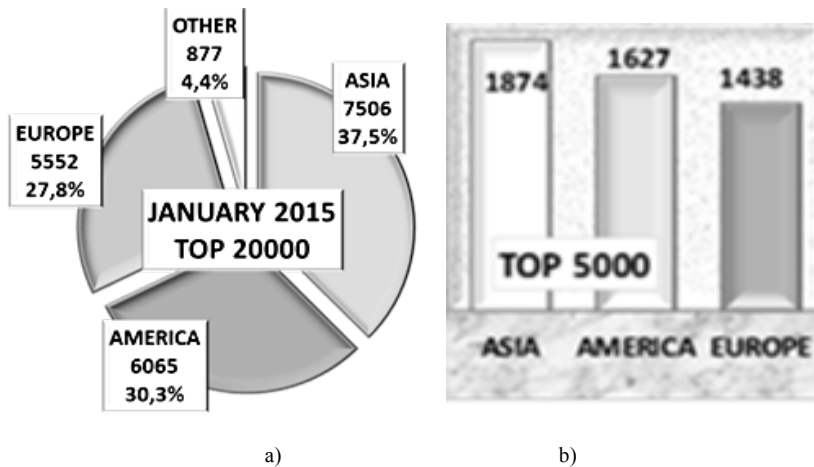 OTHER
877
4,4%
ASIA
7506
37,5%
EUROPE
5552
27,8%
JANUARY 2015
TOP 20000
AMERICA
6065
30,3%
a)
1874
1627
1438
TOP 5000
ASIA
AMERICA
EUROPE
b)